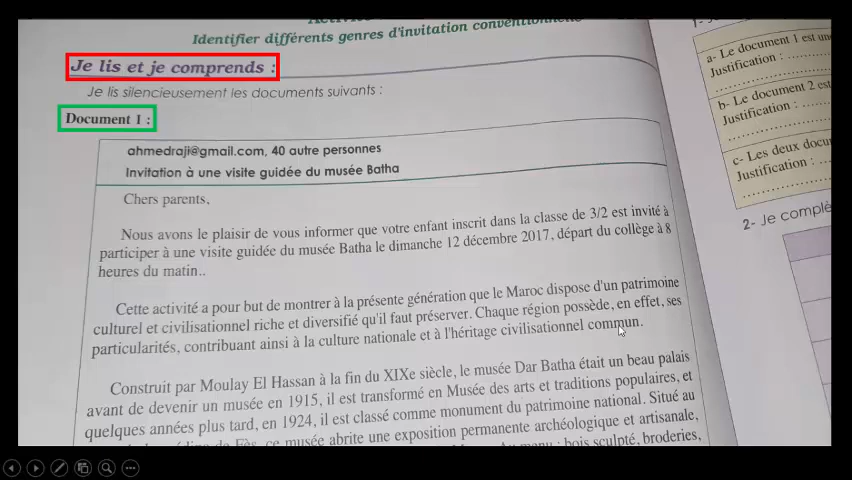 Identifier différents genres d'invitation conventionnelle
1- Je
Je lis et je comprends :
Je lis silencieusement les documents suivants :
Document 1 :
ahmedraji@gmail.com, 40 autre personnes
Invitation à une visite guidée du musée Batha
Chers parents,
Nous avons le plaisir de vous informer que votre enfant inscrit dans la classe de 3/2 est invité à
participer à une visite guidée du musée Batha le dimanche 12 décembre 2017, départ du collège à 8
heures du matin..
Cette activité a pour but de montrer à la présente génération que le Maroc dispose d'un patrimoine
culturel et civilisationnel riche et diversifié qu'il faut préserver. Chaque région possède, en effet, ses
particularités, contribuant ainsi à la culture nationale et à l'héritage civilisationnel commun.
Construit par Moulay El Hassan à la fin du XIXe siècle, le musée Dar Batha était un beau palais
avant de devenir un musée en 1915, il est transformé en Musée des arts et traditions populaires, et
quelques années plus tard, en 1924, il est classé comme monument du patrimoine national. Situé au
de Fès, ce musée abrite une exposition permanente archéologique et artisanale,
menu : bois sculpté, broderies,
a- Le document 1 est une
Justification : ......
b- Le document 2 est
Justification : ....
c- Les deux docu
Justification : ...
2- Je complé